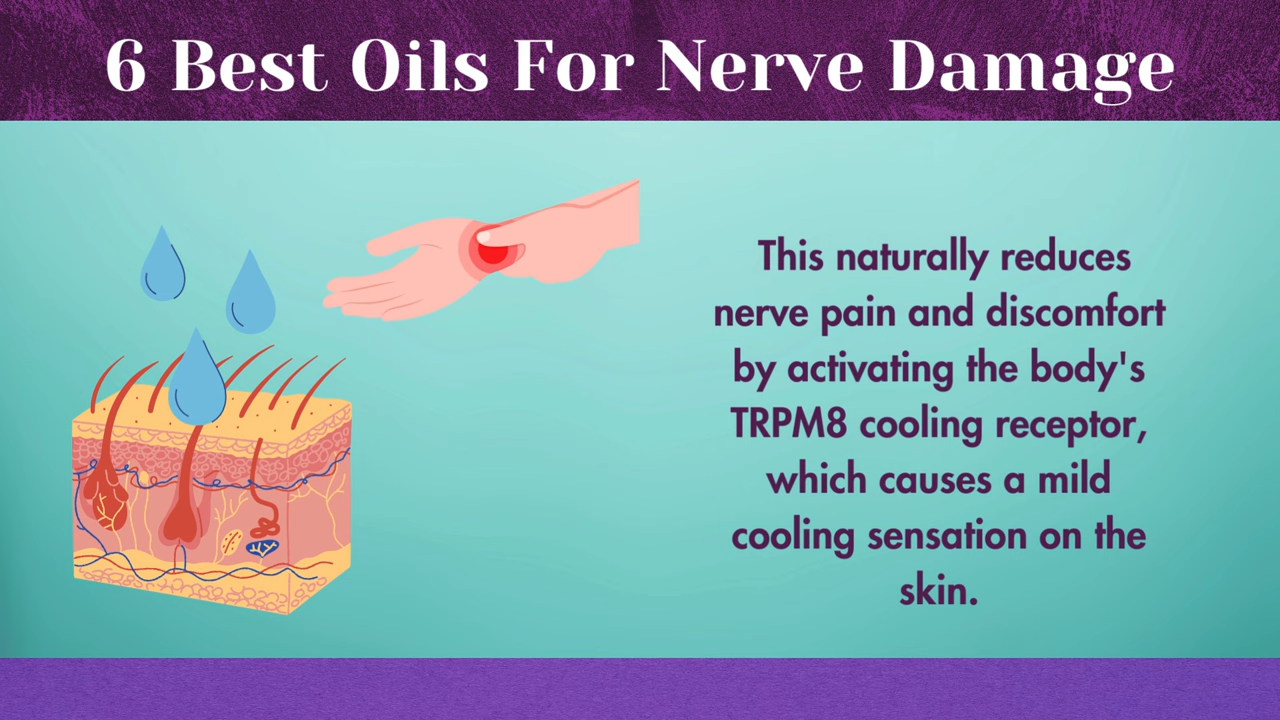 6 Best Oils For Nerve Damage
This naturally reduces
nerve pain and discomfort
by activating the body's
TRPM8 cooling receptor,
which causes a mild
cooling sensation on the
skin.